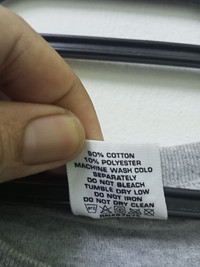 90% COTTON
10% POLYESTER
MACHINE WASH COLD
SEPARATELY
DO NOT BLEACH
TUMBLE DRY LOW
DO NOT IRON
DO NOT DRY CLEAN